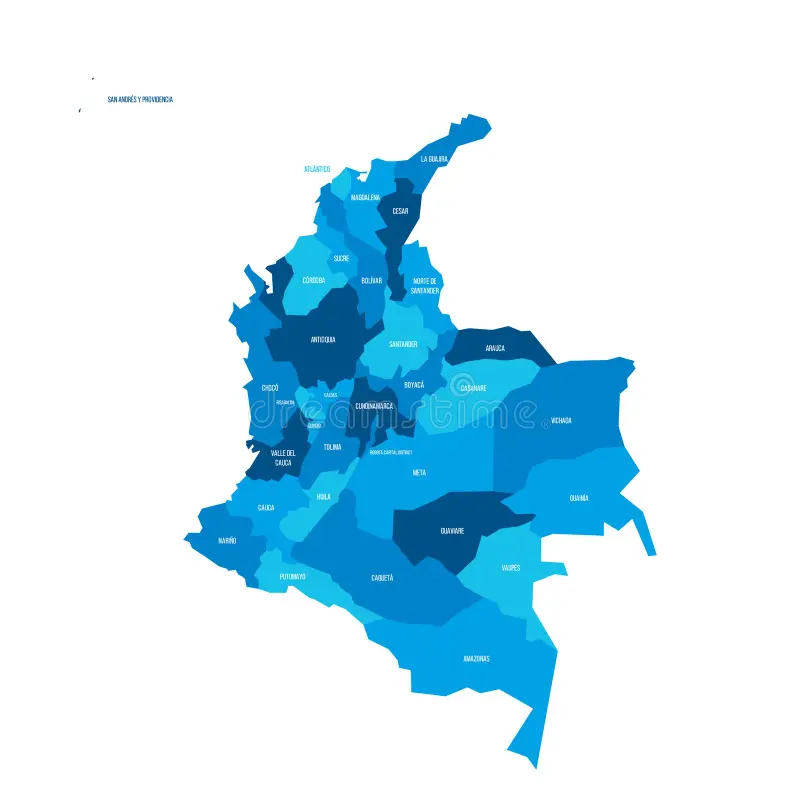 SAN ANDRÉS Y PROVIDENCIA
LA GUAJIRA
ATLÁNTICO
MAGDALENA
CESAR
SUCRE
CÓRDOBA
BOLÍVAR
NORTE DE
SANTANDER
ANTIOQUIA
SANTANDER
ARAUCA
CHOCÓ
BOYACÁ
CASANARE
CALDAS
RISARALDA
CUNDINAMARCA
dreamstime
VICHADA
QUINDÍO
TOLIMA
VALLE DEL
CAUCA
BOGOTÁ, CAPITAL DISTRICT
META
HUILA
GUAINÍA
CAUCA
GUAVIARE
NARIÑO
VAUPÉS
PUTUMAYO
CAQUETÁ
AMAZONAS